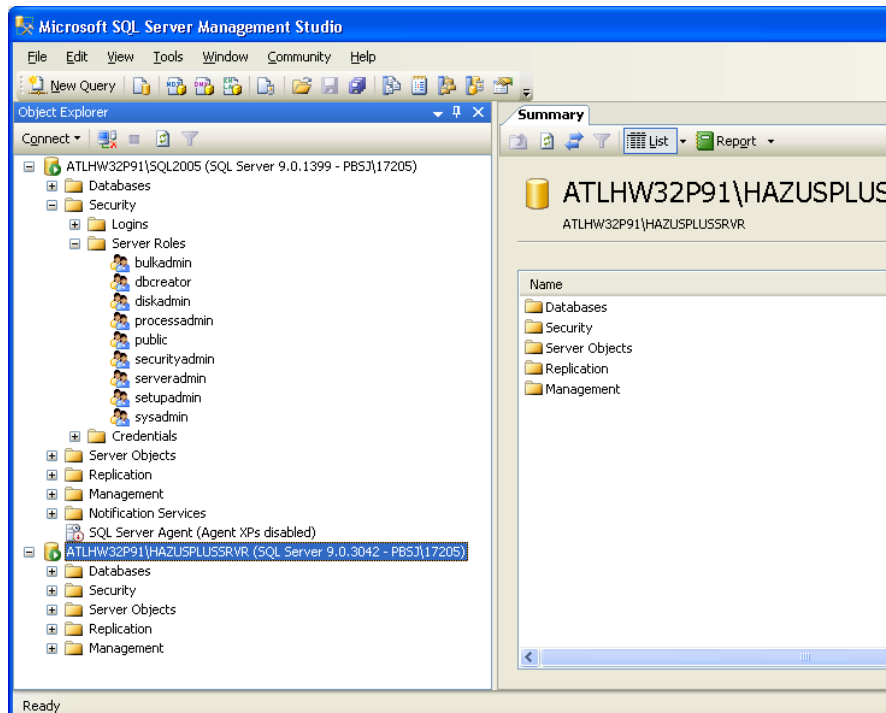 Microsoft SQL Server Management Studio
File Edit View Tools Window Community Help
New Query
Object Explorer
Connect
ATLHW32P91\SQL2005 (SQL Server 9.0.1399 - PBSJ\17205)
Databases
Security
Logins
Server Roles
bulkadmin
dbcreator
diskadmin
processadmin
public
securityadmin
serveradmin
setupadmin
sysadmin
Credentials
Server Objects
Replication
Management
Notification Services
SQL Server Agent (Agent XPs disabled)
ATLHW32P91\HAZUSPLUSSRVR (SQL Server 9.0.3042 - PBSJ\17205)
Databases
Security
Server Objects
Replication
Management
Summary
List Report
ATLHW32P91\HAZUSPLUS
ATLHW32P91\HAZUSPLUSSRVR
Name
Databases
Security
Server Objects
Replication
Management
Ready